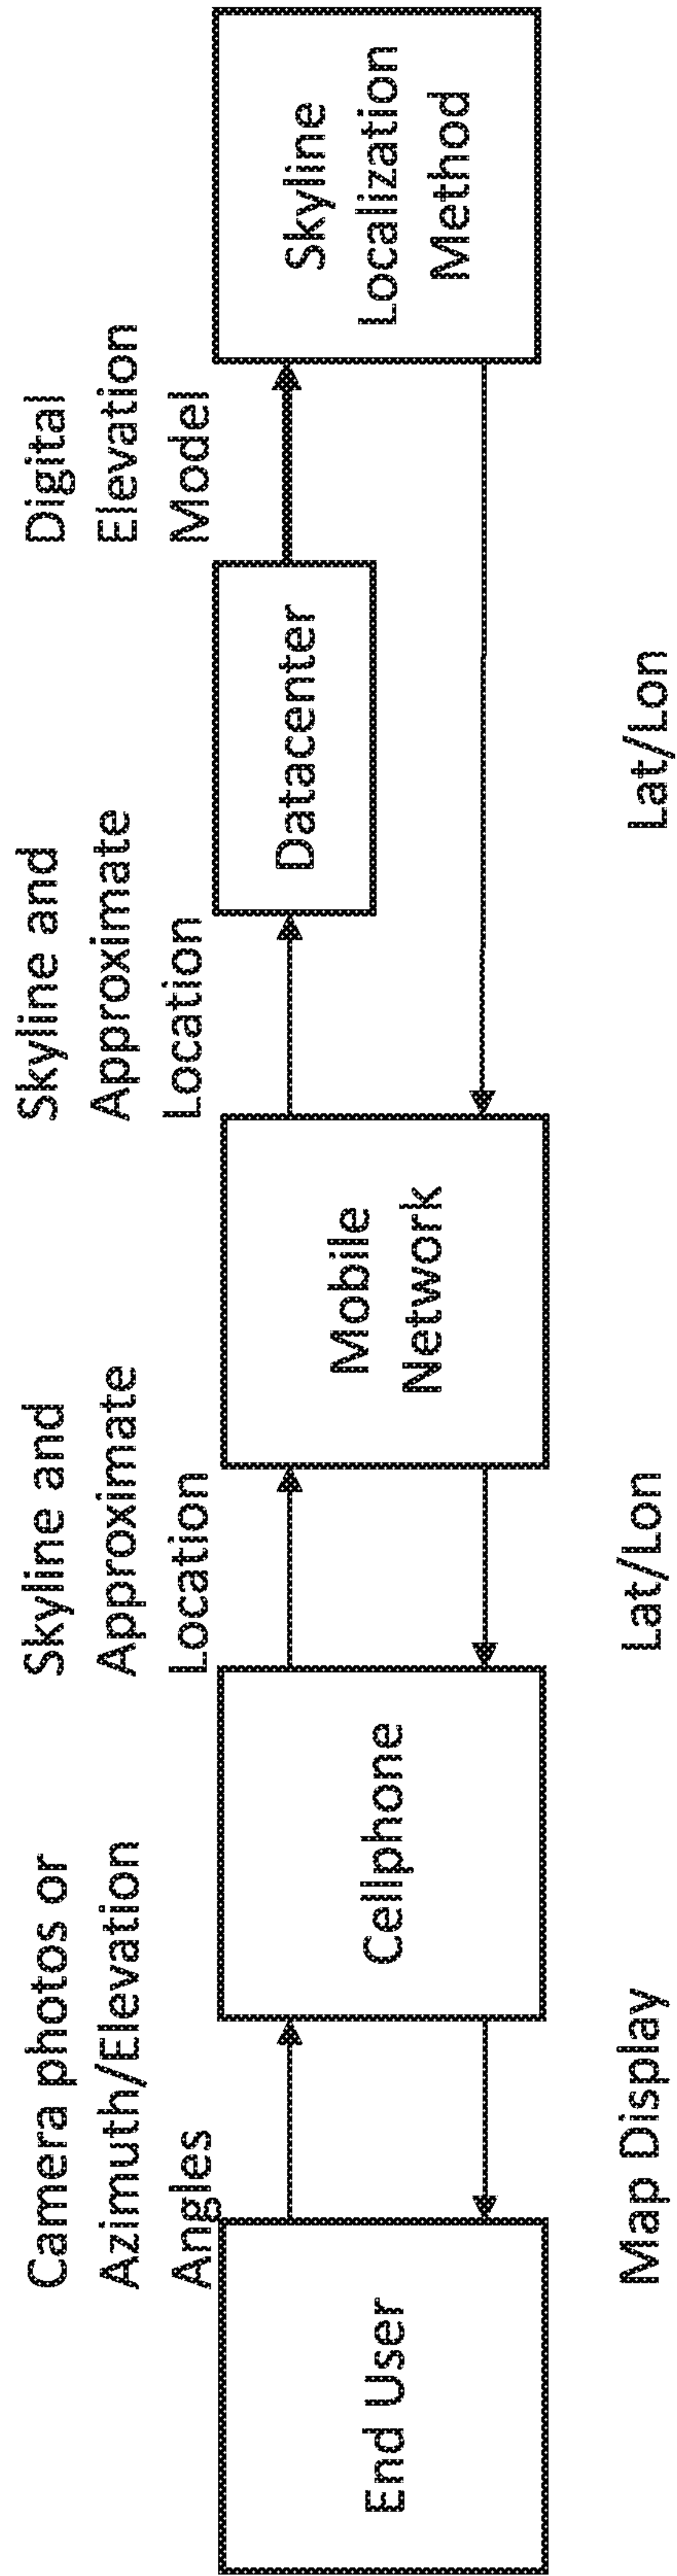 Camera photos or
Azimuth/Elevation
Angles
Skyline and
Approximate
Location
Skyline and
Approximate
Location
Digital
Elevation
Model
End User
Cellphone
Mobile
Network
Datacenter
Skyline
Localization
Method
Map Display
Lat/Lon
Lat/Lon